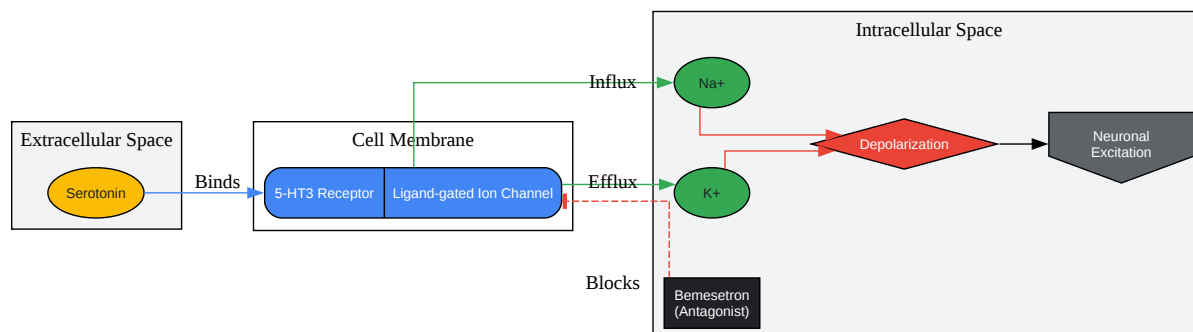 Intracellular Space
Influx
Na+
Extracellular Space
Cell Membrane
Depolarization
Neuronal
Excitation
Serotonin
Binds
5-HT3 Receptor
Ligand-gated Ion Channel
Efflux
K+
Blocks
Bemesetron
(Antagonist)